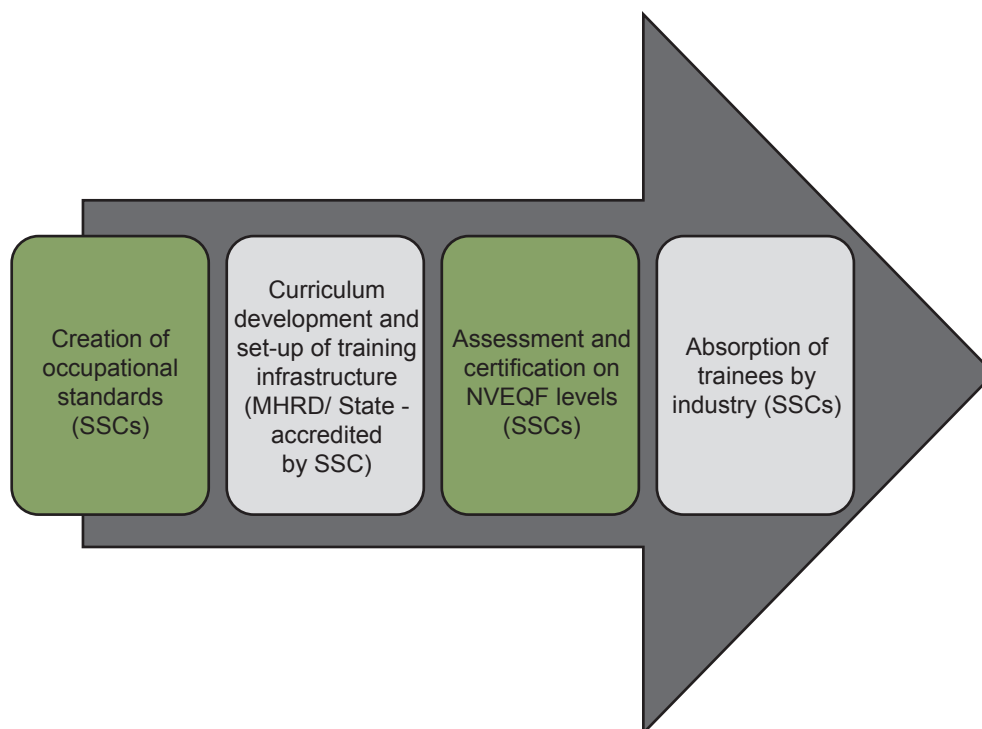 Creation of
occupational
standards
(SSCs)
Curriculum
development and
set-up of training
infrastructure
(MHRD/ State -
accredited
by SSC)
Assessment and
certification on
NVEQF levels
(SSCs)
Absorption of
trainees by
industry (SSCs)